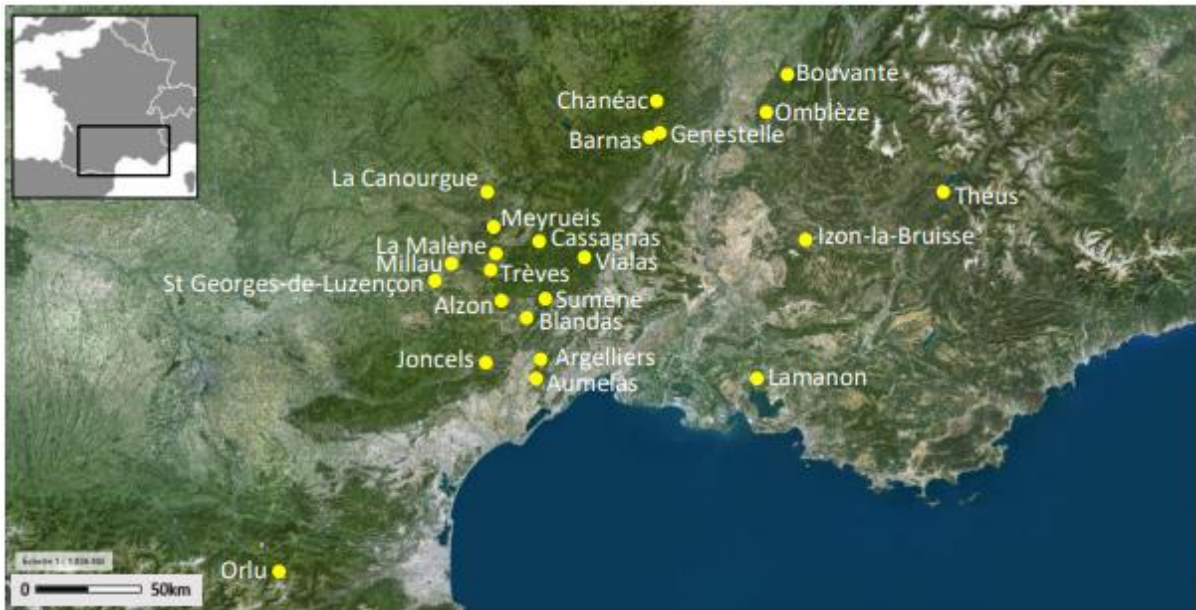 Bouvante
Chanéac
Omblèze
Genestelle
Barnas
La Canourgue
Théus
Meyrueis
Cassagnas
Izon-la-Bruisse
La Malène
Vialas
Millau
Trèves
St Georges-de-Luzençon
Sumène
Alzon
Blandas
Joncels
Argelliers
Aumelas
Lamanon
Orlu
0 50km